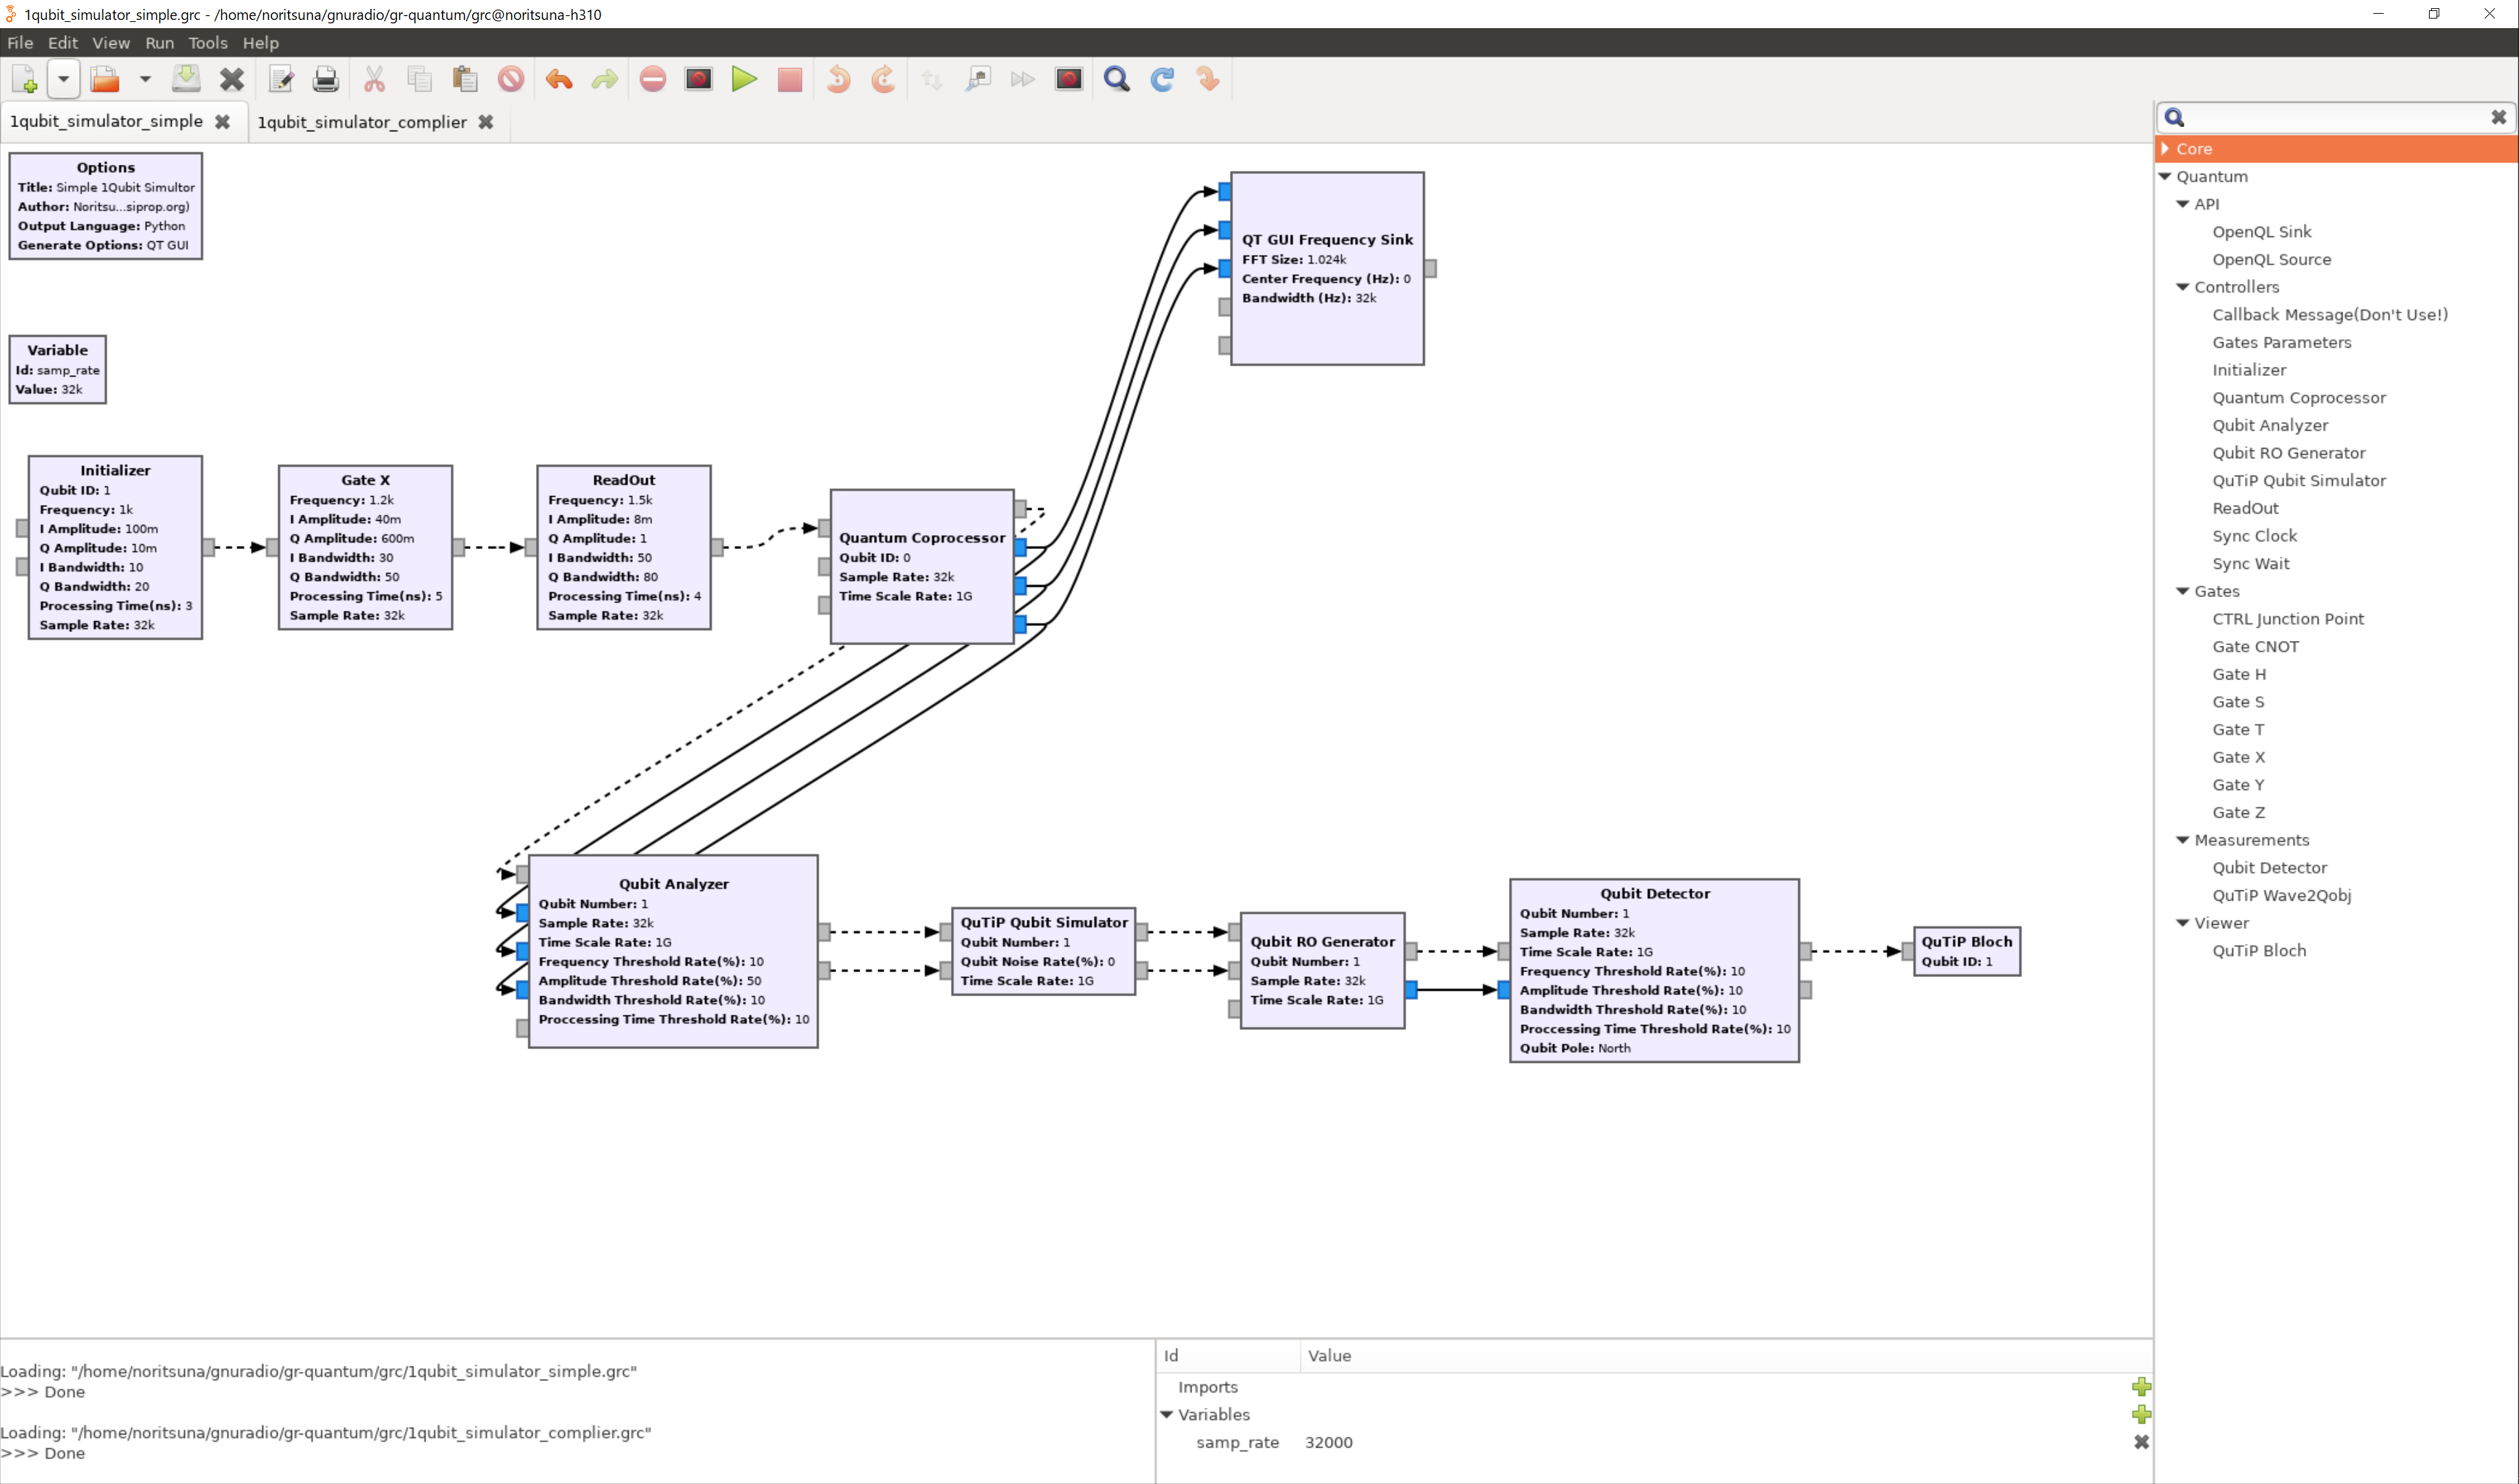 1qubit_simulator_simple.grc - /home/noritsuna/gnuradio/gr-quantum/grc@noritsuna-h310
File Edit View Run Tools Help
1qubit_simulator_simple
1qubit_simulator_complier
Options
Title: Simple 1Qubit Simultor
Author: Noritsu...siprop.org)
Output Language: Python
Generate Options: QT GUI
Variable
Id: samp_rate
Value: 32k
Initializer
Qubit ID: 1
Frequency: 1k
I Amplitude: 100m
Q Amplitude: 10m
I Bandwidth: 10
Q Bandwidth: 20
Processing Time(ns): 3
Sample Rate: 32k
Gate X
Frequency: 1.2k
I Amplitude: 40m
Q Amplitude: 600m
I Bandwidth: 30
Q Bandwidth: 50
Processing Time(ns): 5
Sample Rate: 32k
ReadOut
Frequency: 1.5k
I Amplitude: 8m
Q Amplitude: 1
I Bandwidth: 50
Q Bandwidth: 80
Processing Time(ns): 4
Sample Rate: 32k
Quantum Coprocessor
Qubit ID: 0
Sample Rate: 32k
Time Scale Rate: 1G
QT GUI Frequency Sink
FFT Size: 1.024k
Center Frequency (Hz): 0
Bandwidth (Hz): 32k
Qubit Analyzer
Qubit Number: 1
Sample Rate: 32k
Time Scale Rate: 1G
Frequency Threshold Rate(%): 10
Amplitude Threshold Rate(%): 50
Bandwidth Threshold Rate(%): 10
Proccessing Time Threshold Rate(%): 10
QuTiP Qubit Simulator
Qubit Number: 1
Qubit Noise Rate(%): 0
Time Scale Rate: 1G
Qubit RO Generator
Qubit Number: 1
Sample Rate: 32k
Time Scale Rate: 1G
Qubit Detector
Qubit Number: 1
Sample Rate: 32k
Time Scale Rate: 1G
Frequency Threshold Rate(%): 10
Amplitude Threshold Rate(%): 10
Bandwidth Threshold Rate(%): 10
Proccessing Time Threshold Rate(%): 10
Qubit Pole: North
QuTiP Bloch
Qubit ID: 1
Core
Quantum
API
OpenQL Sink
OpenQL Source
Controllers
Callback Message(Don't Use!)
Gates Parameters
Initializer
Quantum Coprocessor
Qubit Analyzer
Qubit RO Generator
QuTiP Qubit Simulator
ReadOut
Sync Clock
Sync Wait
Gates
CTRL Junction Point
Gate CNOT
Gate H
Gate S
Gate T
Gate X
Gate Y
Gate Z
Measurements
Qubit Detector
QuTiP Wave2Qobj
Viewer
QuTiP Bloch
Loading: "/home/noritsuna/gnuradio/gr-quantum/grc/1qubit_simulator_simple.grc"
>>> Done
Loading: "/home/noritsuna/gnuradio/gr-quantum/grc/1qubit_simulator_complier.grc"
>>> Done
Id Value
Imports
Variables
samp_rate 32000